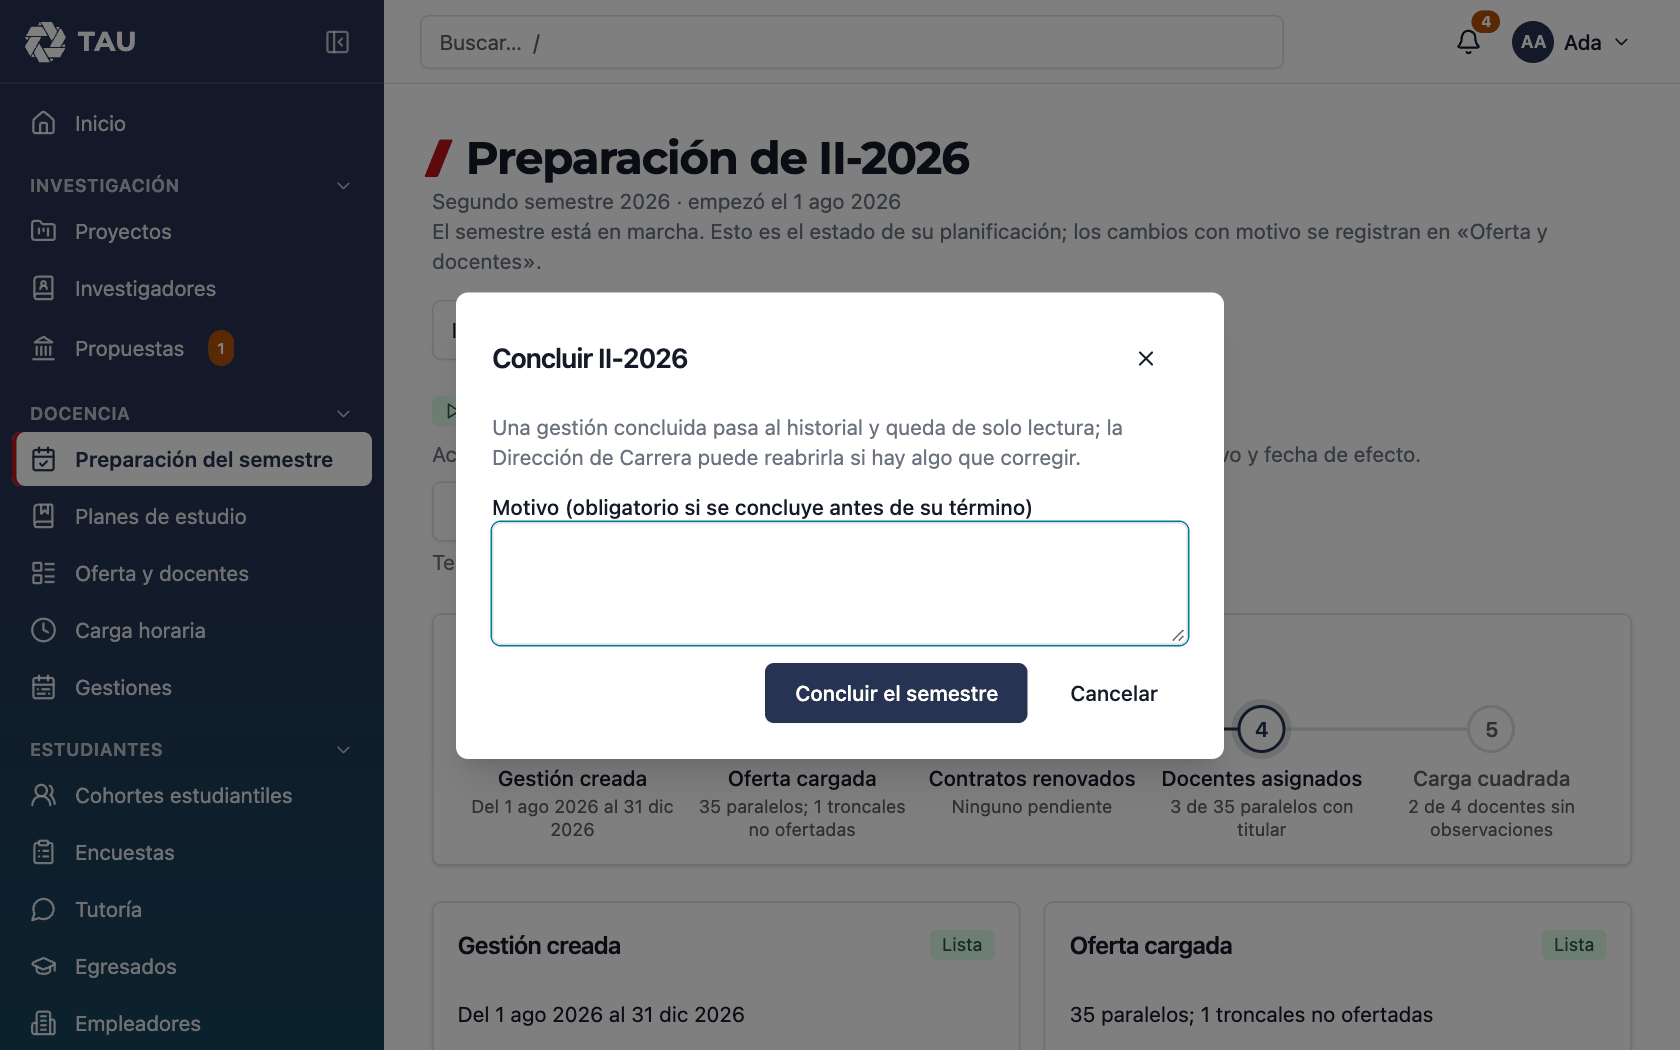 TAU
Buscar... /
4
AA
Ada
Inicio
INVESTIGACIÓN
Proyectos
Investigadores
Propuestas
1
DOCENCIA
Preparación del semestre
Planes de estudio
Oferta y docentes
Carga horaria
Gestiones
ESTUDIANTES
Cohortes estudiantiles
Encuestas
Tutoría
Egresados
Empleadores
Preparación de II-2026
Segundo semestre 2026 · empezó el 1 ago 2026
El semestre está en marcha. Esto es el estado de su planificación; los cambios con motivo se registran en «Oferta y
docentes».
y fecha de efecto.
Concluir II-2026
Una gestión concluida pasa al historial y queda de solo lectura; la
Dirección de Carrera puede reabrirla si hay algo que corregir.
Motivo (obligatorio si se concluye antes de su término)
Concluir el semestre
Cancelar
4
5
Gestión creada
Del 1 ago 2026 al 31 dic
2026
Oferta cargada
35 paralelos; 1 troncales
no ofertadas
Contratos renovados
Ninguno pendiente
Docentes asignados
3 de 35 paralelos con
titular
Carga cuadrada
2 de 4 docentes sin
observaciones
Gestión creada
Lista
Del 1 ago 2026 al 31 dic 2026
Oferta cargada
Lista
35 paralelos; 1 troncales no ofertadas